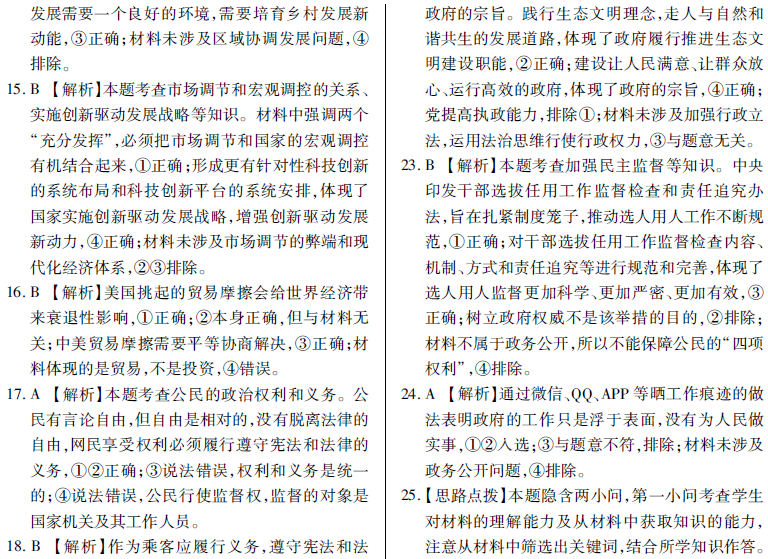 发展需要一个良好的环境,需要培育乡村发展新
动能,③正确;材料未涉及区域协调发展问题,④
排除。
15. B 【解析】本题考查市场调节和宏观调控的关系、
实施创新驱动发展战略等知识。材料中强调两个
“充分发挥”,必须把市场调节和国家的宏观调控
有机结合起来,①正确;形成更有针对性科技创新
的系统布局和科技创新平台的系统安排,体现了
国家实施创新驱动发展战略,增强创新驱动发展
新动力,④正确;材料未涉及市场调节的弊端和现
代化经济体系,②③排除。
16. B 【解析】美国挑起的贸易摩擦会给世界经济带
来衰退性影响,①正确;②本身正确,但与材料无
关;中美贸易摩擦需要平等协商解决,③正确;材
料体现的是贸易,不是投资,④错误。
17. A 【解析】本题考查公民的政治权利和义务。公
民有言论自由,但自由是相对的,没有脱离法律的
自由,网民享受权利必须履行遵守宪法和法律的
义务,①②正确;③说法错误,权利和义务是统一
的;④说法错误,公民行使监督权,监督的对象是
国家机关及其工作人员。
18. B 【解析】作为乘客应履行义务,遵守宪法和法
政府的宗旨。践行生态文明理念,走人与自然和
谐共生的发展道路,体现了政府履行推进生态文
明建设职能,②正确;建设让人民满意、让群众放
心、运行高效的政府,体现了政府的宗旨,④正确;
党提高执政能力,排除①;材料未涉及加强行政立
法,运用法治思维行使行政权力,③与题意无关。
23. B 【解析】本题考查加强民主监督等知识。中央
印发干部选拔任用工作监督检查和责任追究办
法,旨在扎紧制度笼子,推动选人用人工作不断规
范,①正确;对干部选拔任用工作监督检查内容、
机制、方式和责任追究等进行规范和完善,体现了
选人用人监督更加科学、更加严密、更加有效,③
正确;树立政府权威不是该举措的目的,②排除;
材料不属于政务公开,所以不能保障公民的“四项
权利”,④排除。
24. A 【解析】通过微信、QQ、APP 等晒工作痕迹的做
法表明政府的工作只是浮于表面,没有为人民做
实事,①②入选;③与题意不符,排除;材料未涉及
政务公开问题,④排除。
25.【思路点拨】本题隐含两小问,第一小问考查学生
对材料的理解能力及从材料中获取知识的能力,
注意从材料中筛选出关键词,结合所学知识作答。